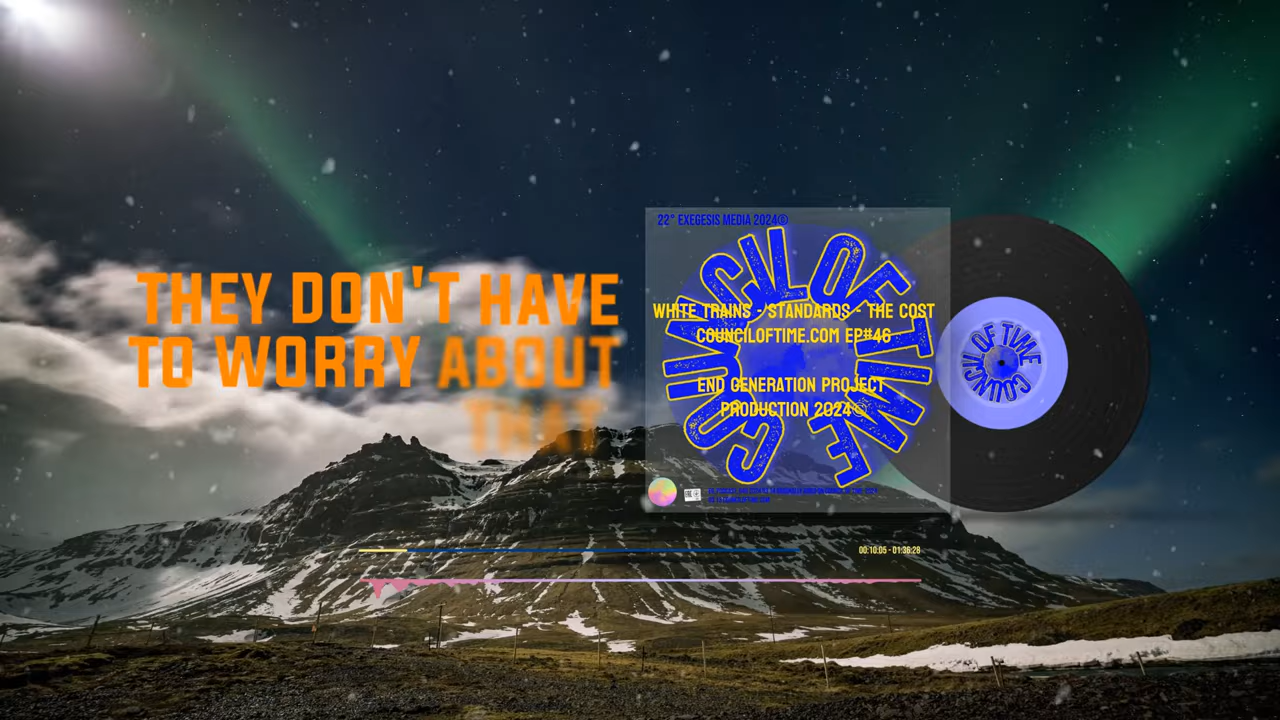 THEY DON'T HAVE
TO WORRY ABOUT
THAT
22° EXEGESIS MEDIA 2024©
COUNCIL OF TIME
WHITE TRAINS - STANDARDS - THE COST
COUNCILOFTIME.COM EP#46
END GENERATION PROJECT
PRODUCTION 2024©
COUNCIL OF TIME
00:10:05 - 01:36:28